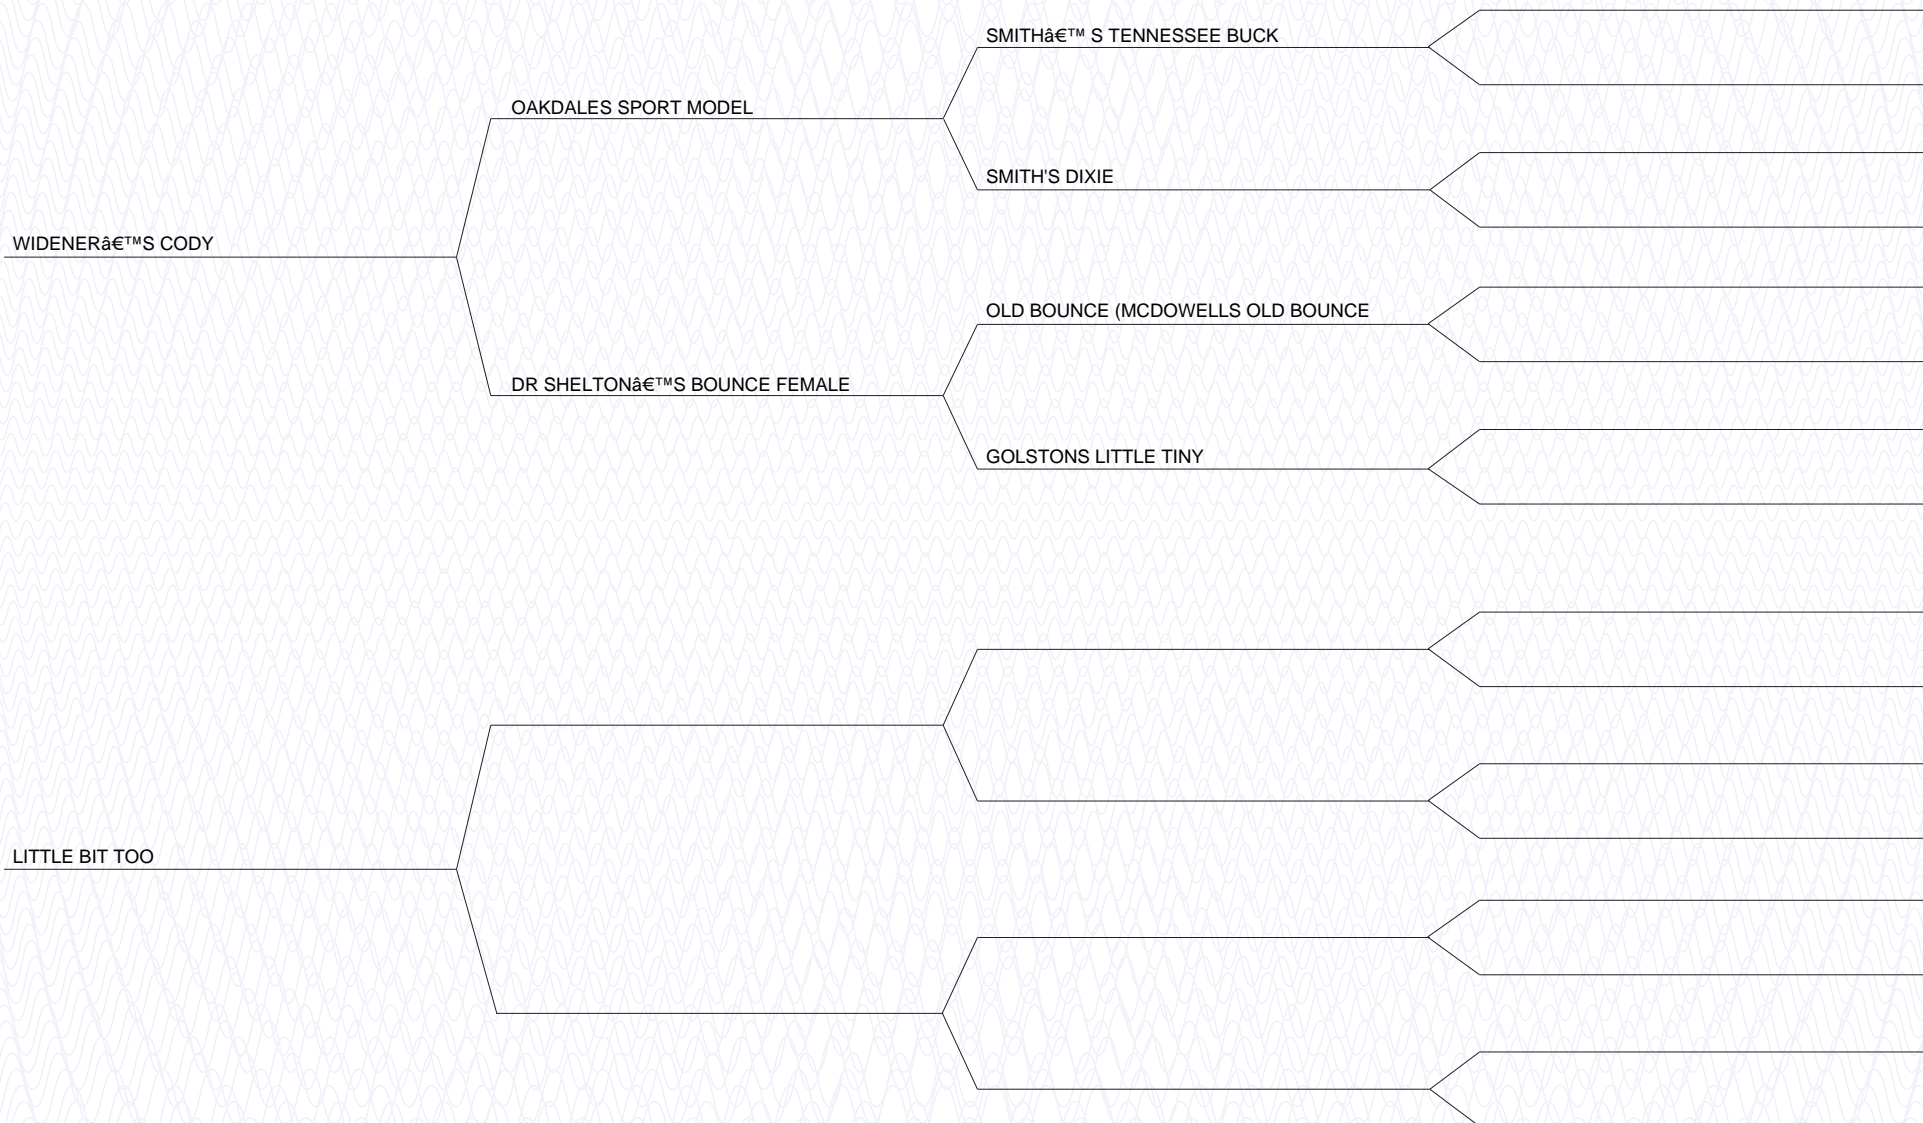 SMITHâ€™ S TENNESSEE BUCK
OAKDALES SPORT MODEL
SMITH'S DIXIE
WIDENERâ€™S CODY
OLD BOUNCE (MCDOWELLS OLD BOUNCE
DR SHELTONâ€™S BOUNCE FEMALE
GOLSTONS LITTLE TINY
LITTLE BIT TOO